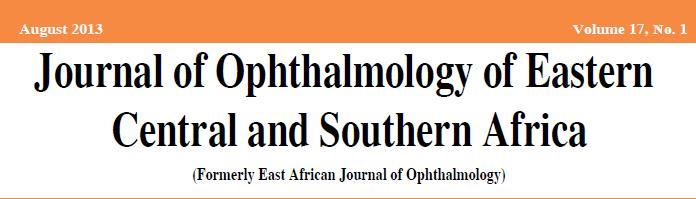 August 2013 Volume 17, No. 1
Journal of Ophthalmology of Eastern
Central and Southern Africa
(Formerly East African Journal of Ophthalmology)